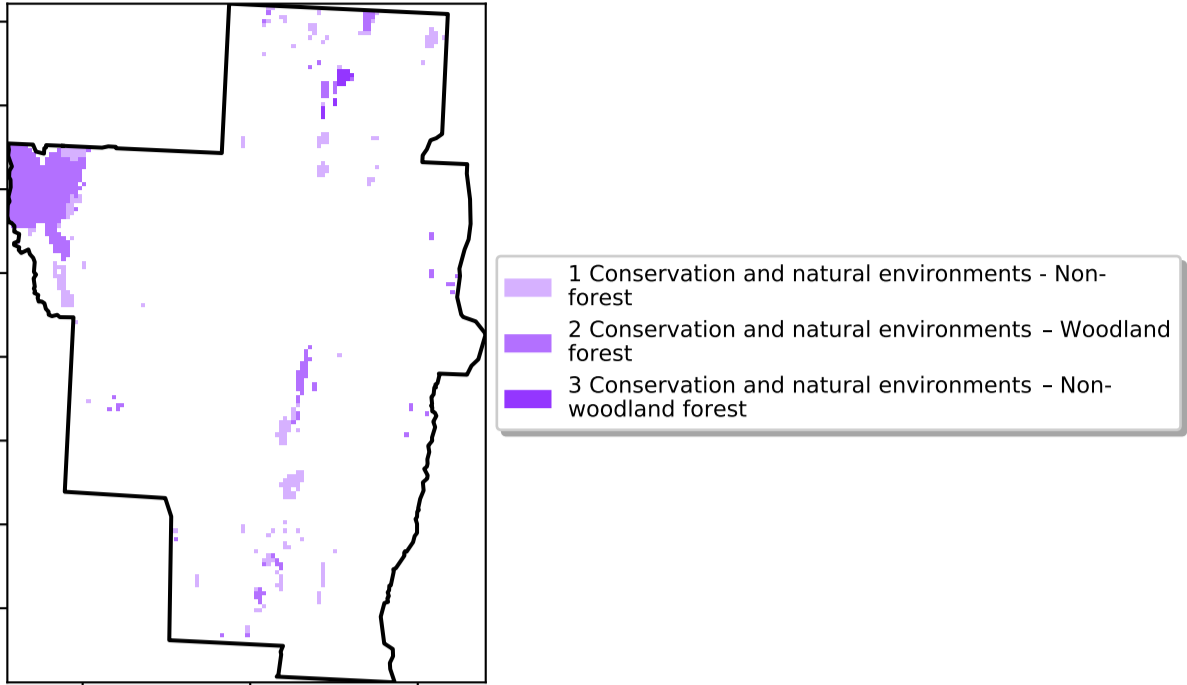 1 Conservation and natural environments - Non-
forest
2 Conservation and natural environments – Woodland
forest
3 Conservation and natural environments – Non-
woodland forest